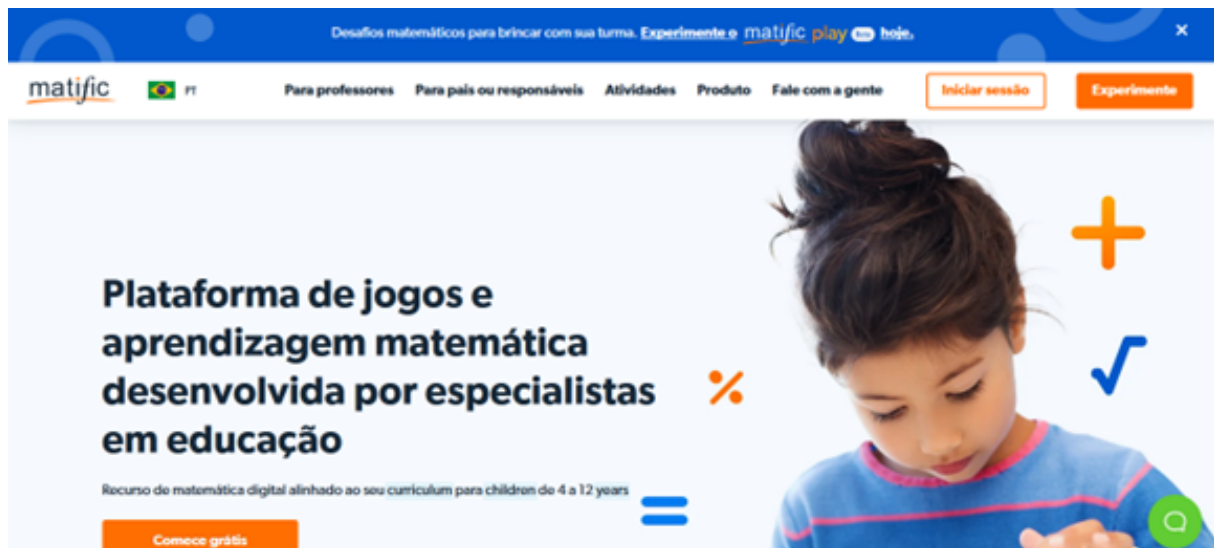 Desafios matemáticos para brincar com sua turma. Experimente o matific play hoje.
matific PT Para professores Para pais ou responsáveis Atividades Produto Fale com a gente Iniciar sessão Experimente
Plataforma de jogos e
aprendizagem matemática
desenvolvida por especialistas
em educação
Recurso de matemática digital alinhado ao seu curriculum para children de 4 a 12 years
Comece grátis